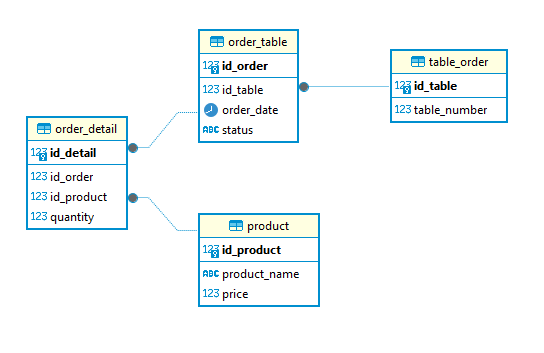 order_table
123 id_order
123 id_table
order_date
ABC status
table_order
123 id_table
123 table_number
order_detail
123 id_detail
123 id_order
123 id_product
123 quantity
product
123 id_product
ABC product_name
123 price